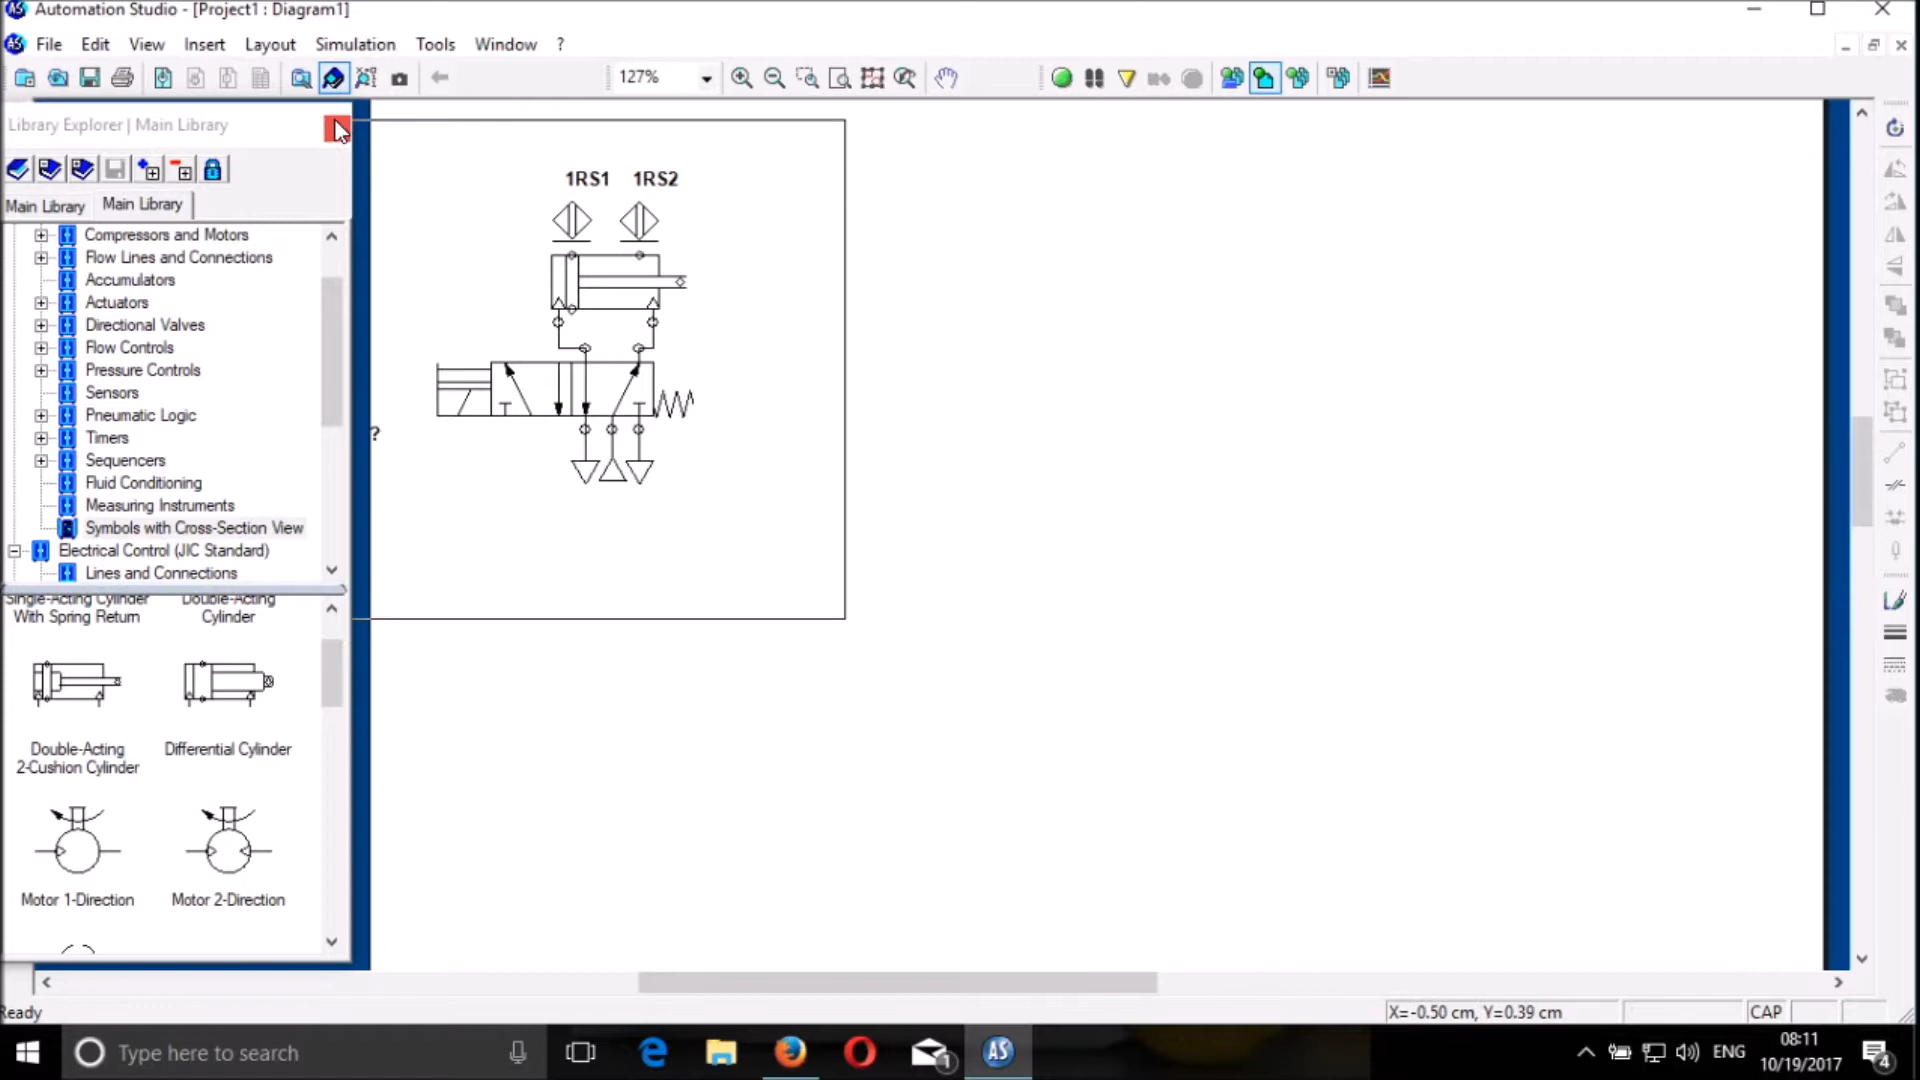 Automation Studio - [Project1 : Diagram1]
File Edit View Insert Layout Simulation Tools Window ?
127%
Library Explorer | Main Library
Main Library Main Library
Compressors and Motors
Flow Lines and Connections
Accumulators
Actuators
Directional Valves
Flow Controls
Pressure Controls
Sensors
Pneumatic Logic
Timers
Sequencers
Fluid Conditioning
Measuring Instruments
Symbols with Cross-Section View
Electrical Control (JIC Standard)
Lines and Connections
Single-Acting Cylinder
With Spring Return
Double-Acting
Cylinder
Double-Acting
2-Cushion Cylinder
Differential Cylinder
Motor 1-Direction
Motor 2-Direction
1RS1 1RS2
?
Ready
X=-0.50 cm, Y=0.39 cm
CAP
Type here to search
1
AS
ENG
08:11
10/19/2017
4